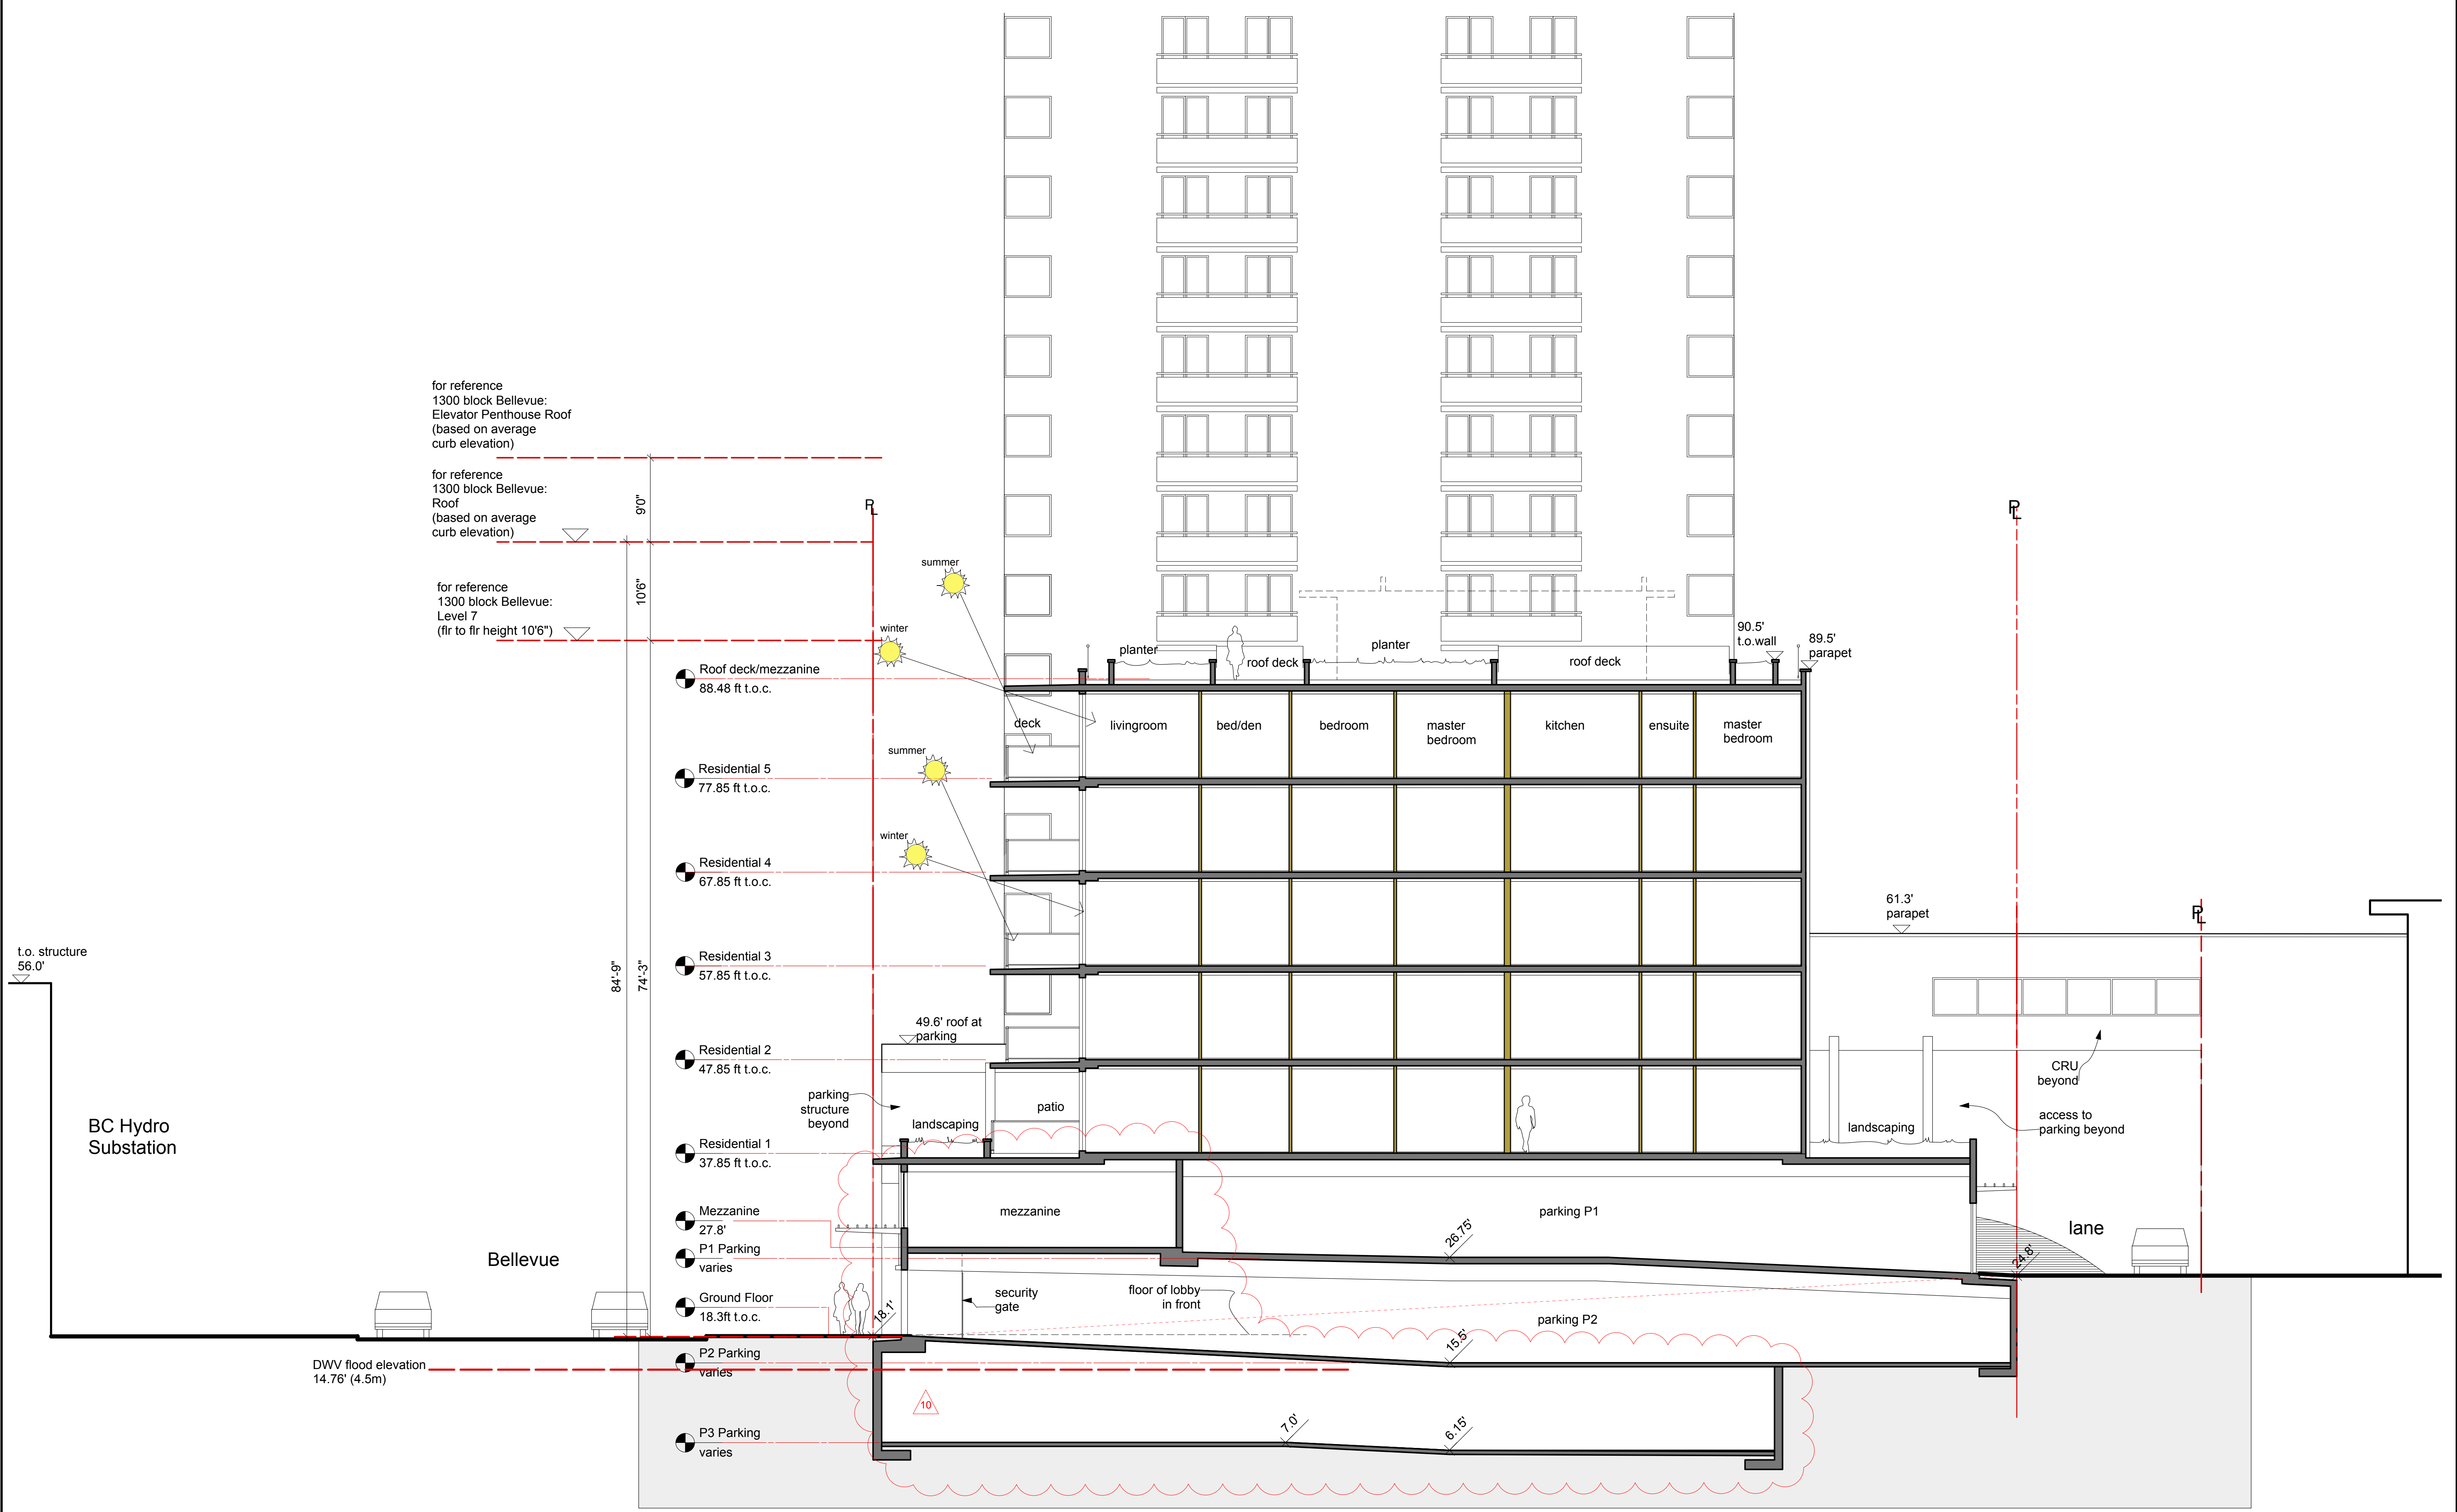 for reference
1300 block Bellevue:
Elevator Penthouse Roof
(based on average
curb elevation)
for reference
1300 block Bellevue:
Roof
(based on average
curb elevation)
9'0"
PL
PL
summer
for reference
1300 block Bellevue:
Level 7
(flr to flr height 10'6")
10'6"
winter
90.5'
t.o.wall
89.5'
parapet
planter
roof deck
planter
roof deck
Roof deck/mezzanine
88.48 ft t.o.c.
deck
livingroom
bed/den
bedroom
master
bedroom
kitchen
ensuite
master
bedroom
summer
Residential 5
77.85 ft t.o.c.
winter
Residential 4
67.85 ft t.o.c.
61.3'
parapet
PL
t.o. structure
56.0'
84'-9"
74'-3"
Residential 3
57.85 ft t.o.c.
49.6' roof at
parking
Residential 2
47.85 ft t.o.c.
CRU
beyond
parking
structure
beyond
patio
landscaping
BC Hydro
Substation
landscaping
access to
parking beyond
Residential 1
37.85 ft t.o.c.
Mezzanine
27.8'
mezzanine
parking P1
lane
Bellevue
P1 Parking
varies
26.75'
24.8'
Ground Floor
18.3ft t.o.c.
18.1'
security
gate
floor of lobby
in front
parking P2
15.5'
DWV flood elevation
14.76' (4.5m)
P2 Parking
varies
10
7.0'
6.15'
P3 Parking
varies